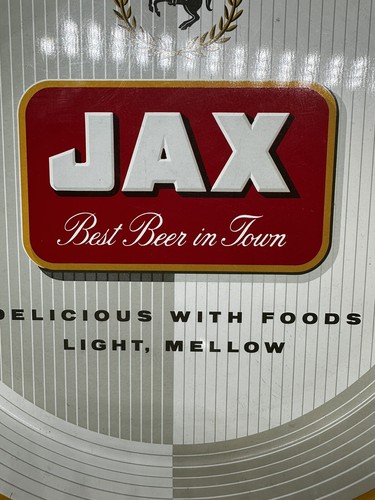 JAX
Best Beer in Town
DELICIOUS WITH FOODS
LIGHT, MELLOW